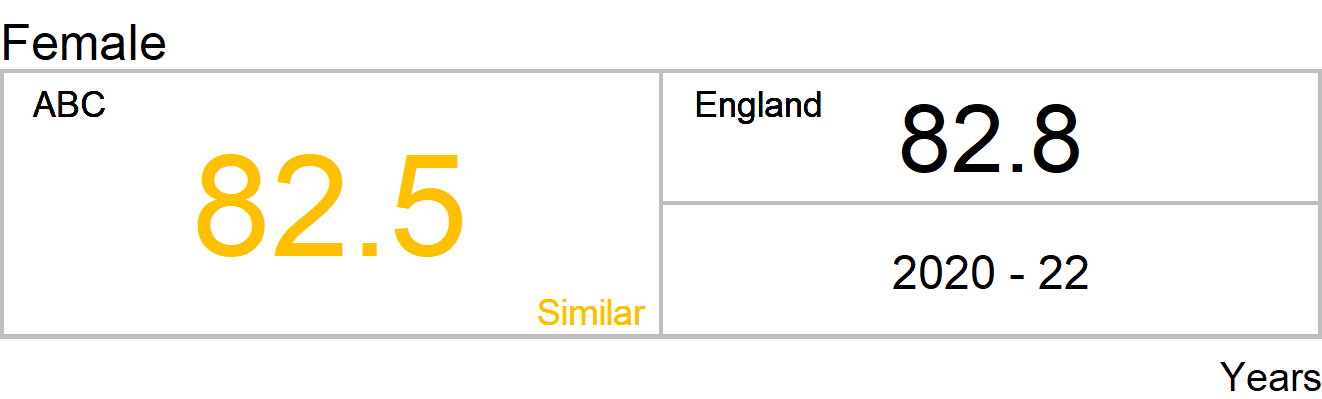 Female
ABC
82.5
Similar
England
82.8
2020 - 22
Years